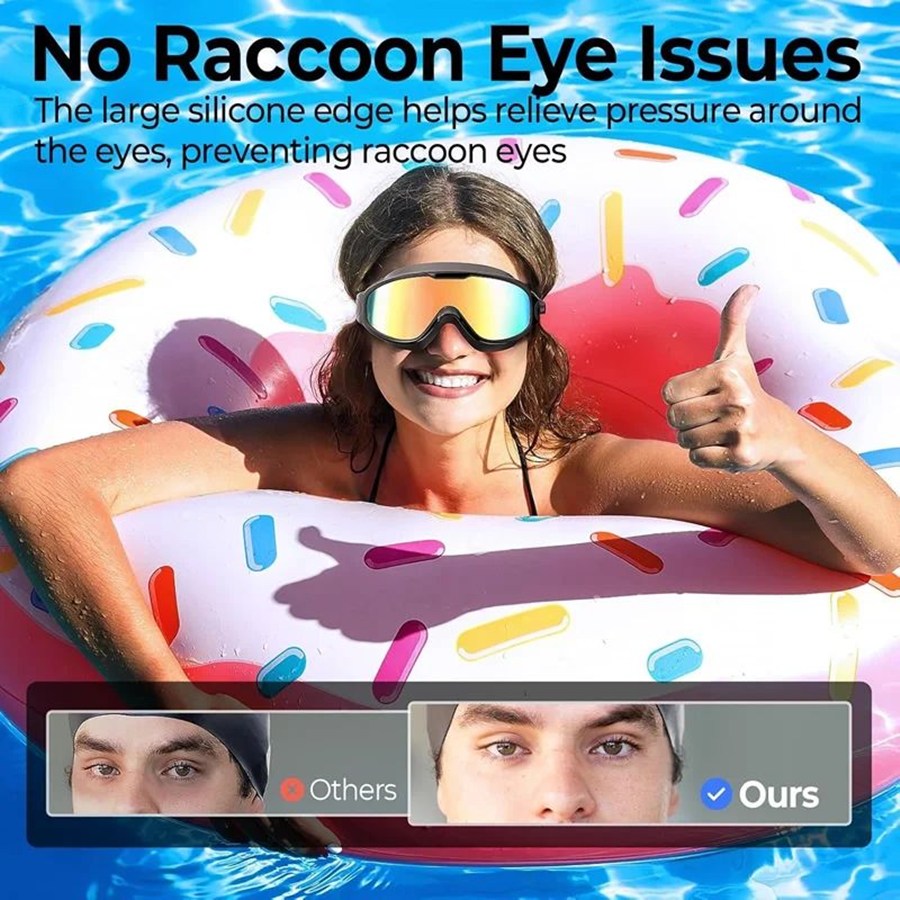 No Raccoon Eye Issues
The large silicone edge helps relieve pressure around
the eyes, preventing raccoon eyes
Others
Ours